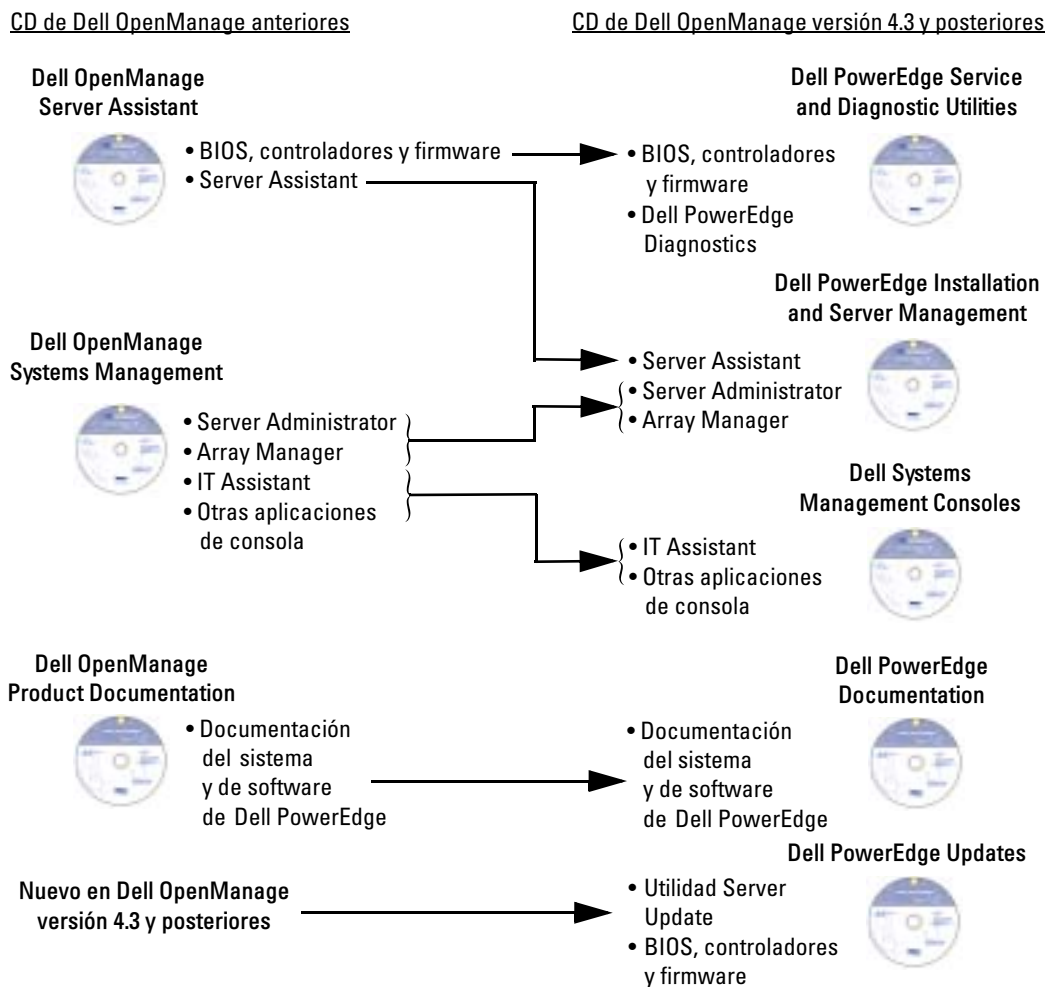 CD de Dell OpenManage anteriores
CD de Dell OpenManage versión 4.3 y posteriores
Dell OpenManage
Server Assistant
• BIOS, controladores y firmware
• Server Assistant
Dell PowerEdge Service
and Diagnostic Utilities
• BIOS, controladores
y firmware
• Dell PowerEdge
Diagnostics
Dell PowerEdge Installation
and Server Management
• Server Assistant
• Server Administrator
• Array Manager
Dell OpenManage
Systems Management
• Server Administrator
• Array Manager
• IT Assistant
• Otras aplicaciones
de consola
Dell Systems
Management Consoles
• IT Assistant
• Otras aplicaciones
de consola
Dell OpenManage
Product Documentation
• Documentación
del sistema
y de software
de Dell PowerEdge
Dell PowerEdge
Documentation
• Documentación
del sistema
y de software
de Dell PowerEdge
Nuevo en Dell OpenManage
versión 4.3 y posteriores
Dell PowerEdge Updates
• Utilidad Server
Update
• BIOS, controladores
y firmware